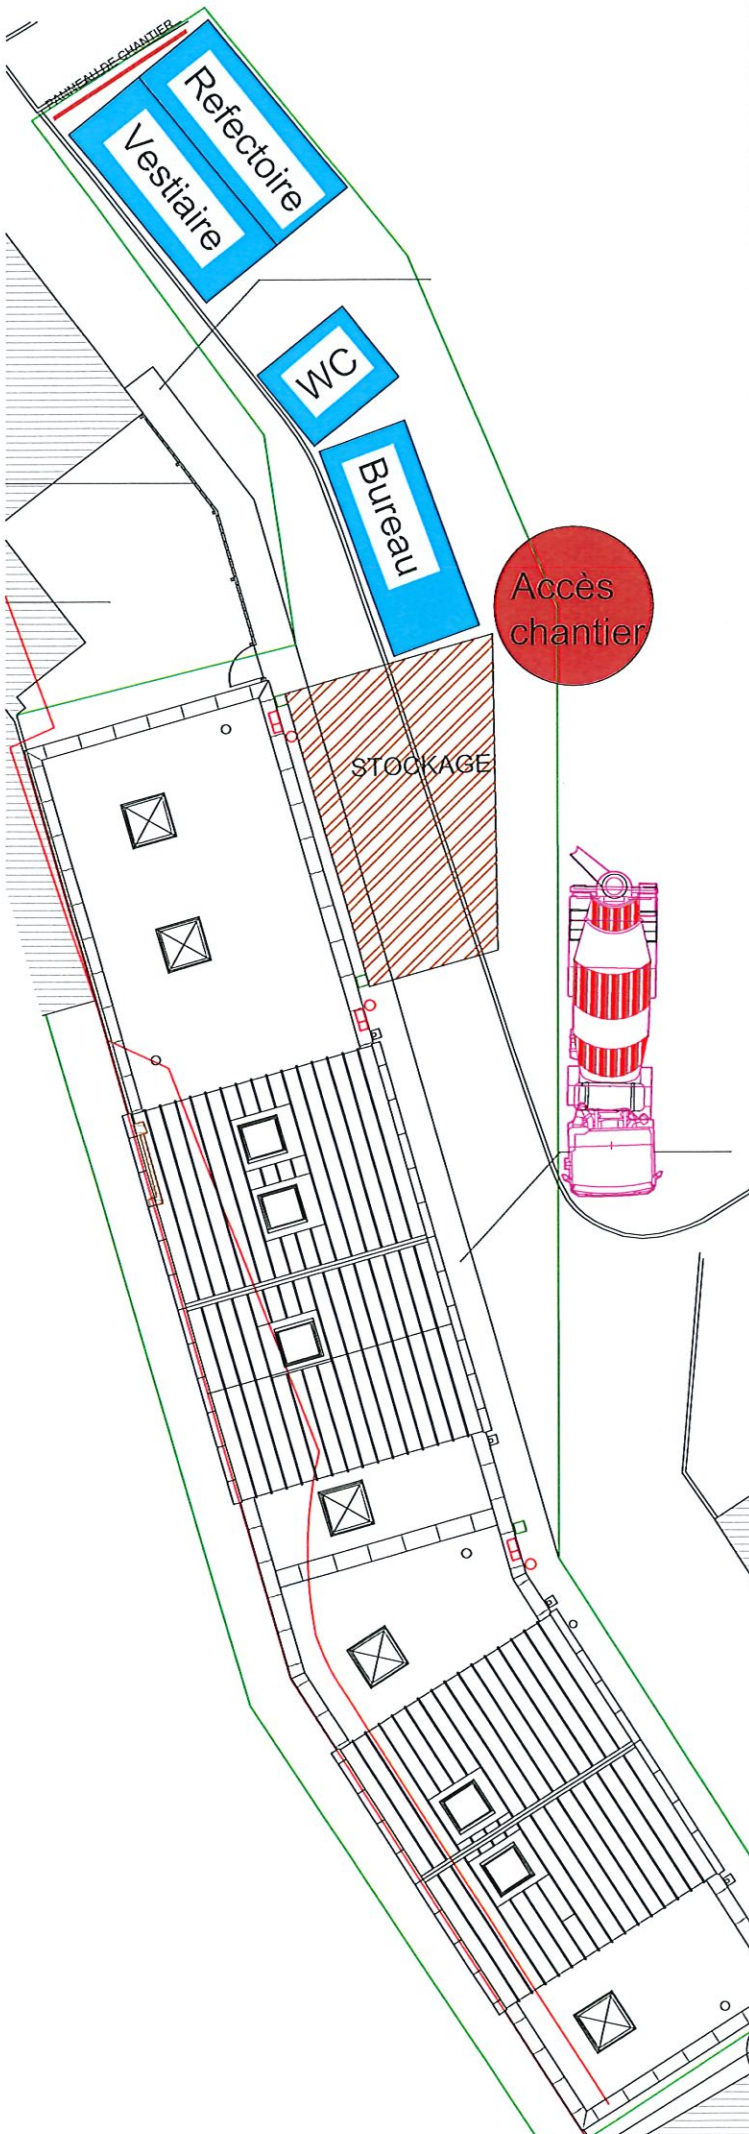 PANNEAU DE CHANTIER
Refectoire
Vestiaire
WC
Bureau
Accès
chantier
STOCKAGE